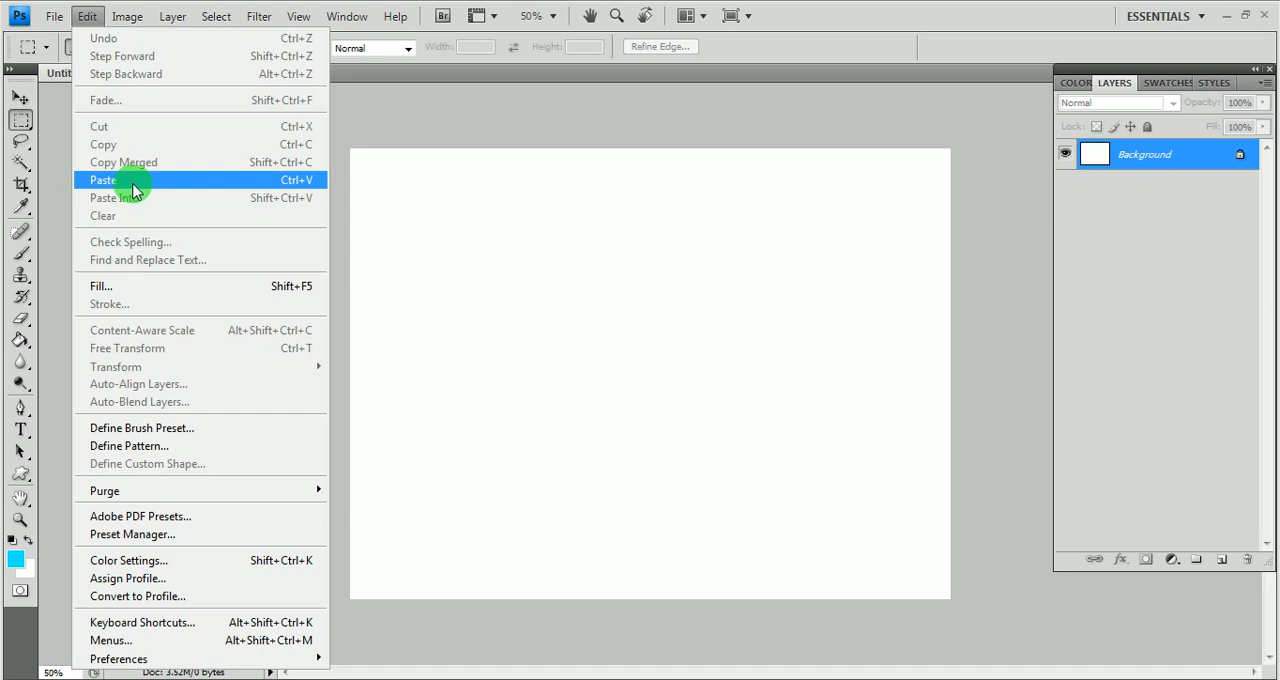 Ps File Edit Image Layer Select Filter View Window Help Br 50% ESSENTIALS
Normal Width: Height: Refine Edge...
COLOR LAYERS SWATCHES STYLES
Normal Opacity: 100%
Lock: Fill: 100%
Background
Undo Ctrl+Z
Step Forward Shift+Ctrl+Z
Step Backward Alt+Ctrl+Z
Fade... Shift+Ctrl+F
Cut Ctrl+X
Copy Ctrl+C
Copy Merged Shift+Ctrl+C
Paste Ctrl+V
Paste Into Shift+Ctrl+V
Clear
Check Spelling...
Find and Replace Text...
Fill... Shift+F5
Stroke...
Content-Aware Scale Alt+Shift+Ctrl+C
Free Transform Ctrl+T
Transform
Auto-Align Layers...
Auto-Blend Layers...
Define Brush Preset...
Define Pattern...
Define Custom Shape...
Purge
Adobe PDF Presets...
Preset Manager...
Color Settings... Shift+Ctrl+K
Assign Profile...
Convert to Profile...
Keyboard Shortcuts... Alt+Shift+Ctrl+K
Menus... Alt+Shift+Ctrl+M
Preferences
50% Doc: 3.52M/0 bytes